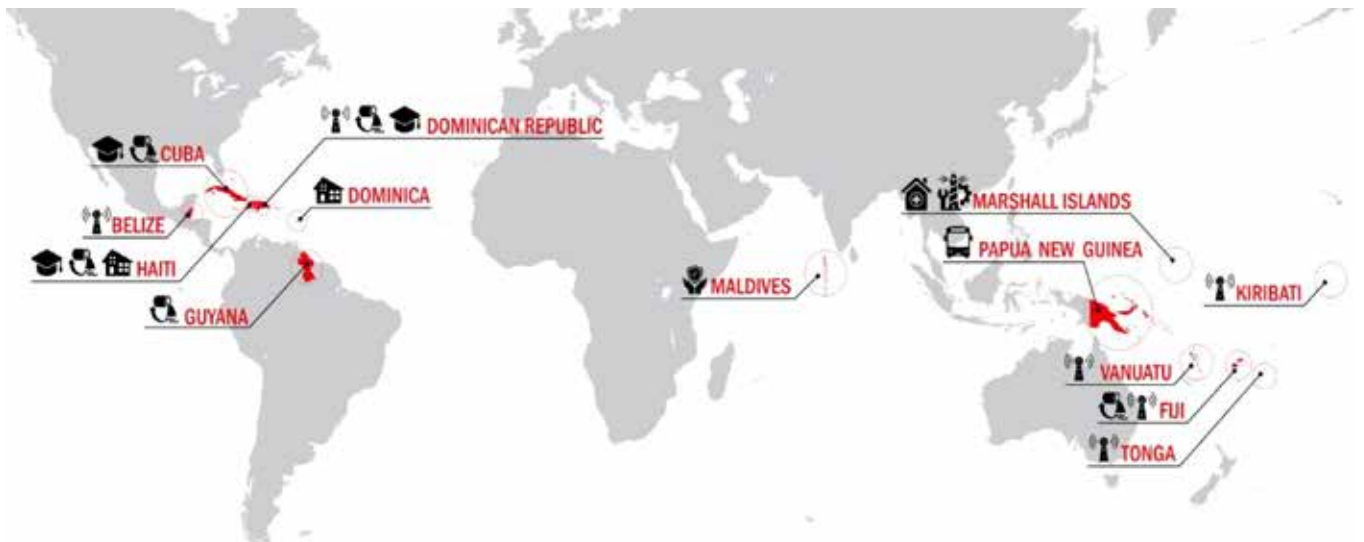 DOMINICAN REPUBLIC
CUBA
DOMINICA
BELIZE
HAITI
GUYANA
MALDIVES
MARSHALL ISLANDS
PAPUA NEW GUINEA
KIRIBATI
VANUATU
FIJI
TONGA